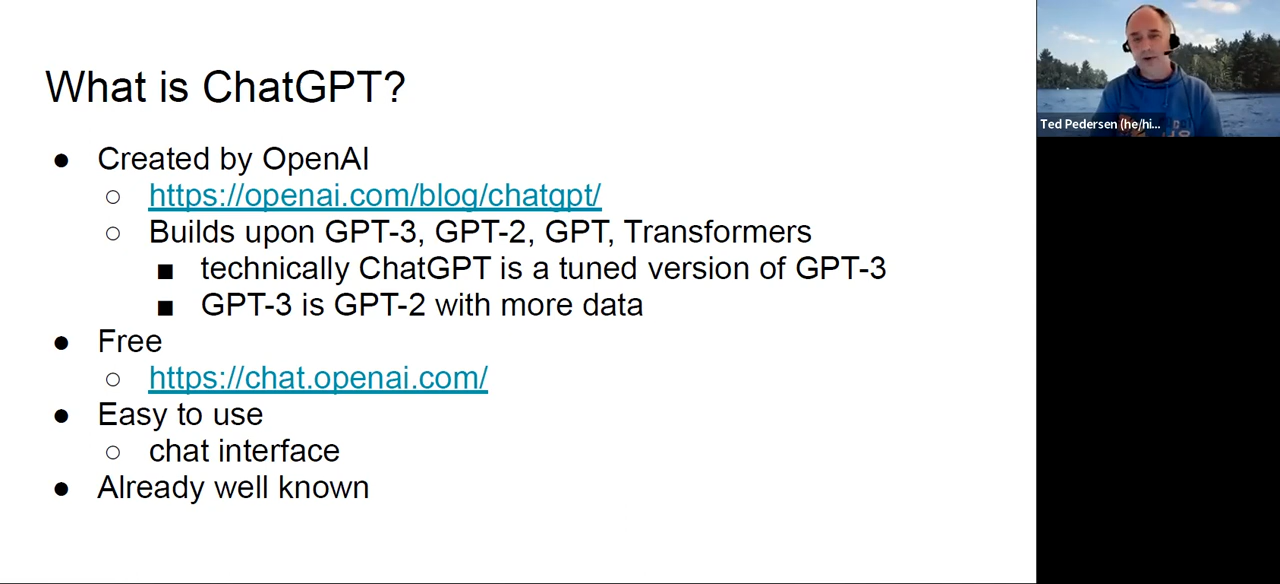 What is ChatGPT?
● Created by OpenAI
○ https://openai.com/blog/chatgpt/
○ Builds upon GPT-3, GPT-2, GPT, Transformers
■ technically ChatGPT is a tuned version of GPT-3
■ GPT-3 is GPT-2 with more data
● Free
○ https://chat.openai.com/
● Easy to use
○ chat interface
● Already well known
Ted Pedersen (he/hi...